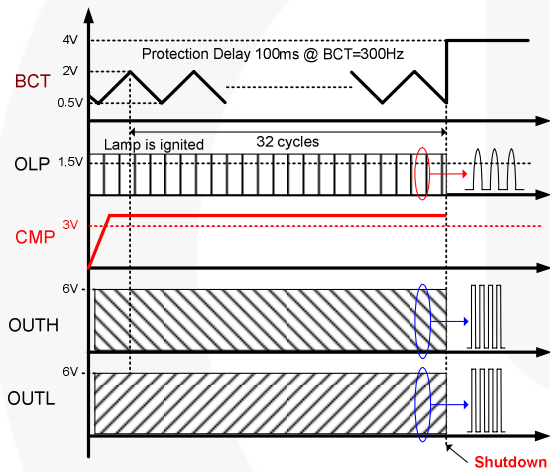 4V
Protection Delay 100ms @ BCT=300Hz
2V
BCT
0.5V
32 cycles
Lamp is ignited
OLP
1.5V
3V
CMP
6V
OUTH
6V
OUTL
Shutdown